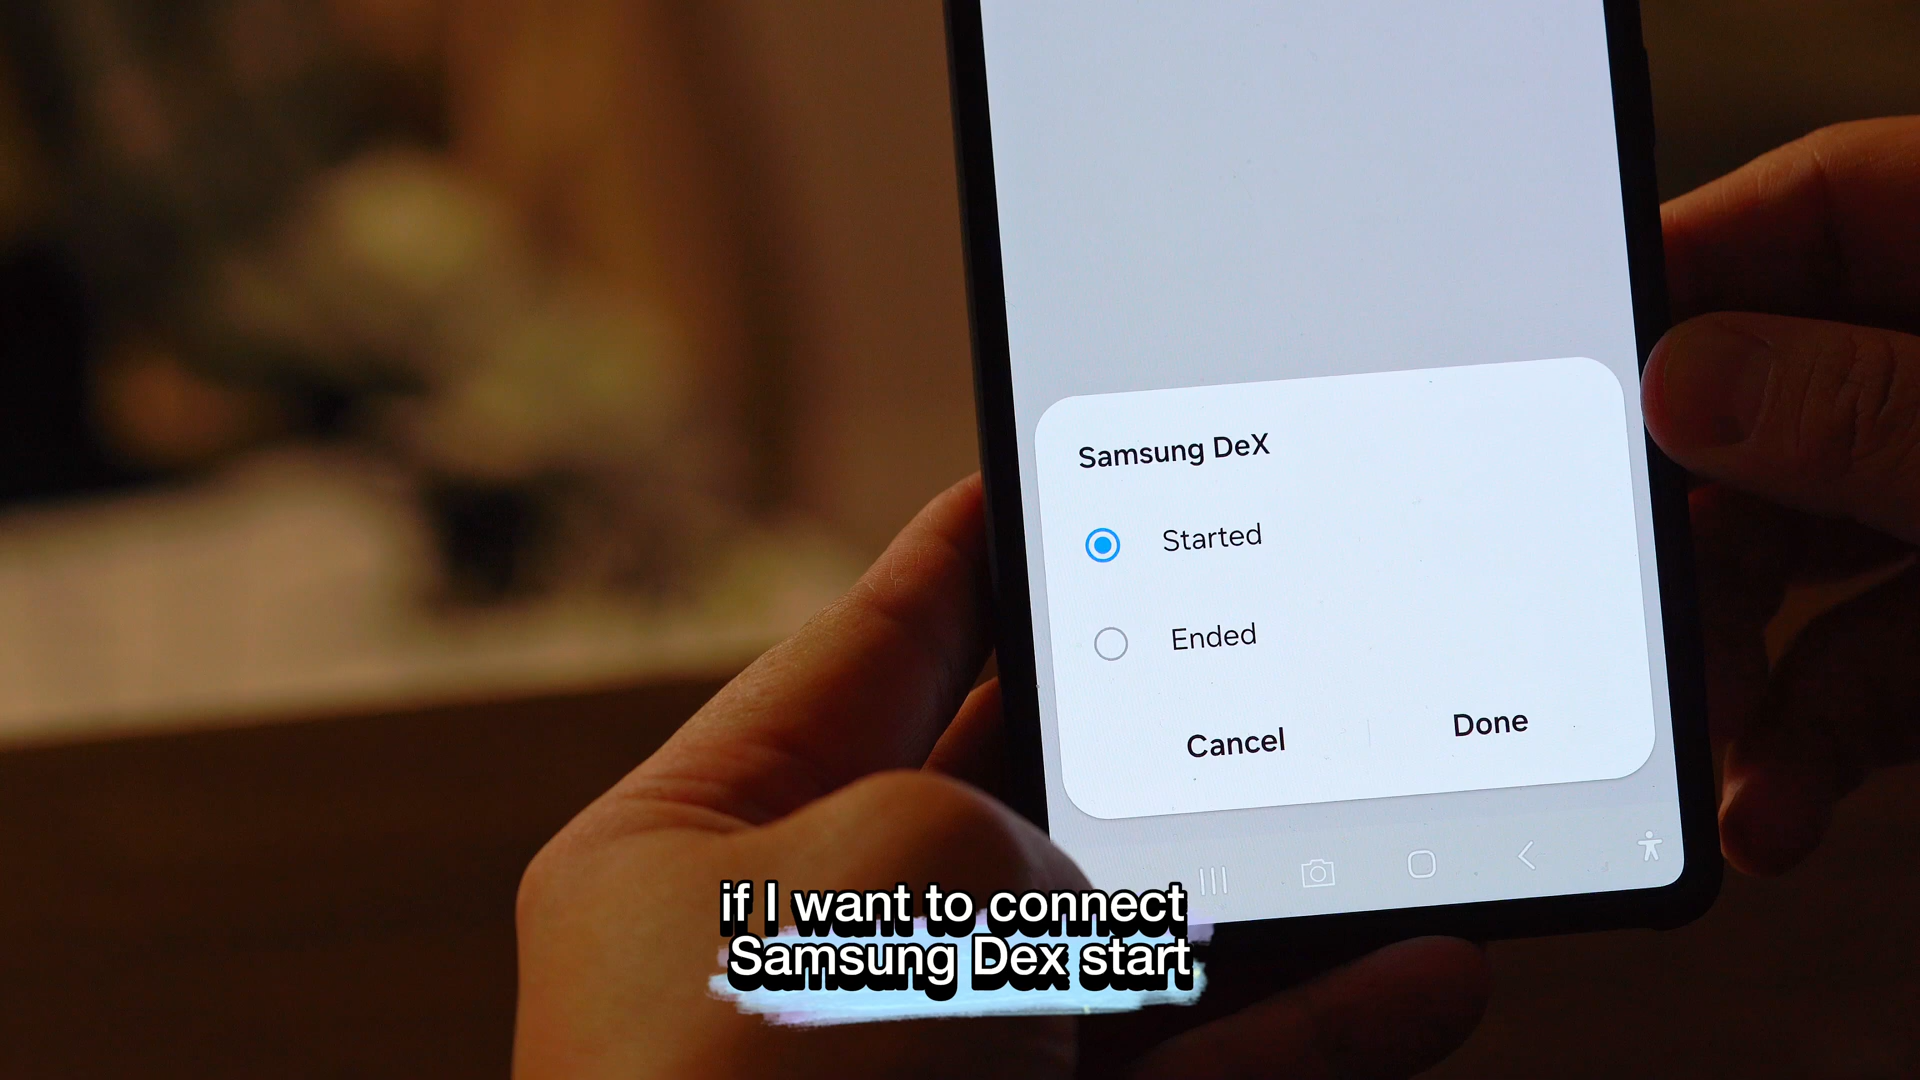 Samsung DeX
Started
Ended
Cancel
Done
if I want to connect
Samsung Dex start